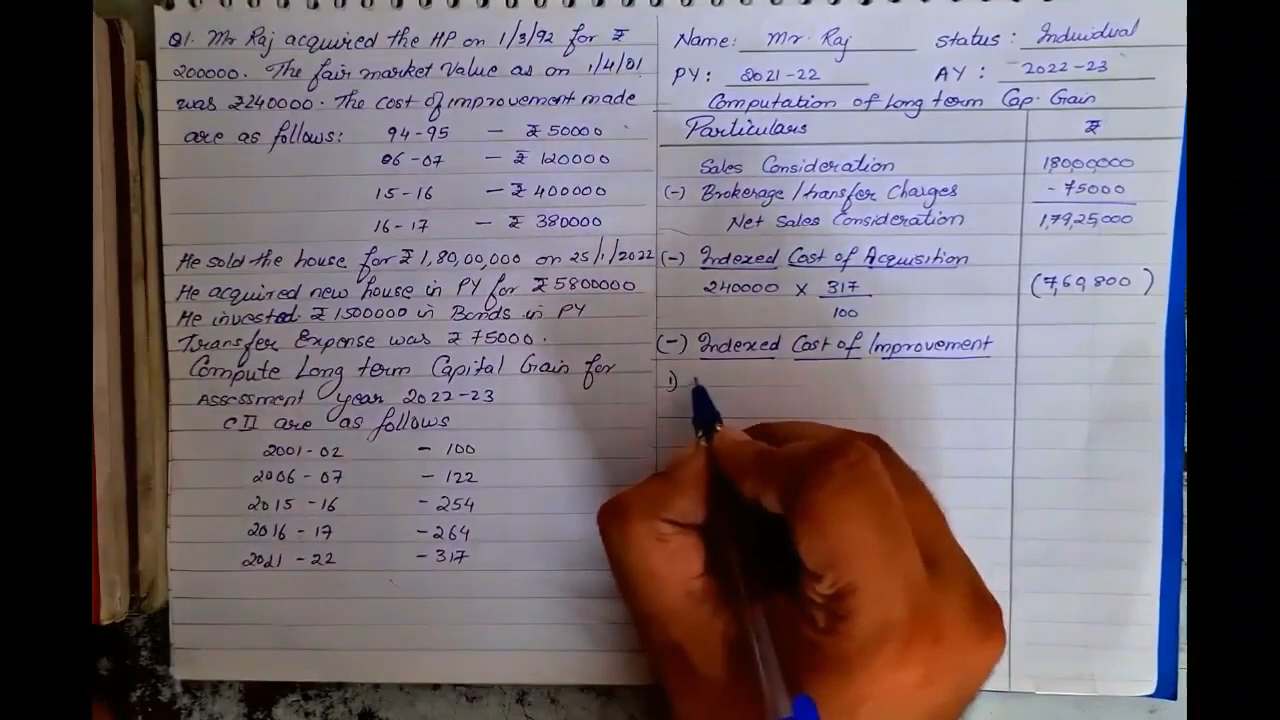 Q1. Mr Raj acquired the HP on 1/3/92 for ₹
200000. The fair market Value as on 1/4/01
was ₹240000. The cost of improvement made
are as follows: 94-95 - ₹ 50000
06-07 - ₹ 120000
15-16 - ₹ 400000
16-17 - ₹ 380000
He sold the house for ₹ 1,80,00,000 on 25/1/2022
He acquired new house in PY for ₹5800000
He invested ₹1500000 in Bonds in PY
Transfer Expense was ₹ 75000.
Compute Long term Capital Gain for
Assessment year 2022-23
CII are as follows
2001-02 - 100
2006-07 - 122
2015-16 - 254
2016-17 - 264
2021-22 - 317
Name: Mr. Raj Status: Individual
PY: 2021-22 AY: 2022-23
Computation of Long term Cap. Gain
Particulars ₹
Sales Consideration 18000000
(-) Brokerage/transfer Charges - 75000
Net Sales Consideration 1,79,25,000
(-) Indexed Cost of Acquisition
240000 × 317 (7,69,800)
100
(-) Indexed Cost of Improvement
1)